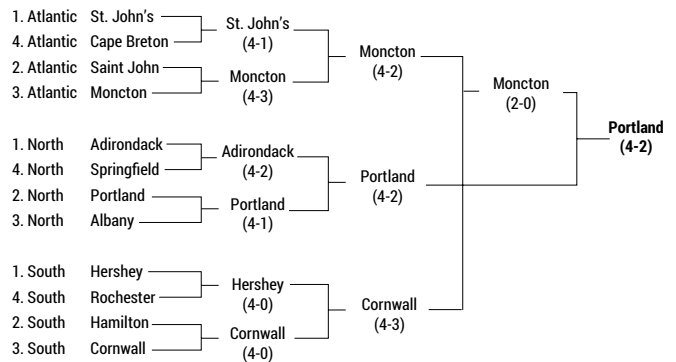 1. Atlantic St. John's
4. Atlantic Cape Breton
2. Atlantic Saint John
3. Atlantic Moncton
1. North Adirondack
4. North Springfield
2. North Portland
3. North Albany
1. South Hershey
4. South Rochester
2. South Hamilton
3. South Cornwall
St. John's
(4-1)
Moncton
(4-3)
Adirondack
(4-2)
Portland
(4-1)
Hershey
(4-0)
Cornwall
(4-0)
Moncton
(4-2)
Portland
(4-2)
Cornwall
(4-3)
Moncton
(2-0)
Portland
(4-2)